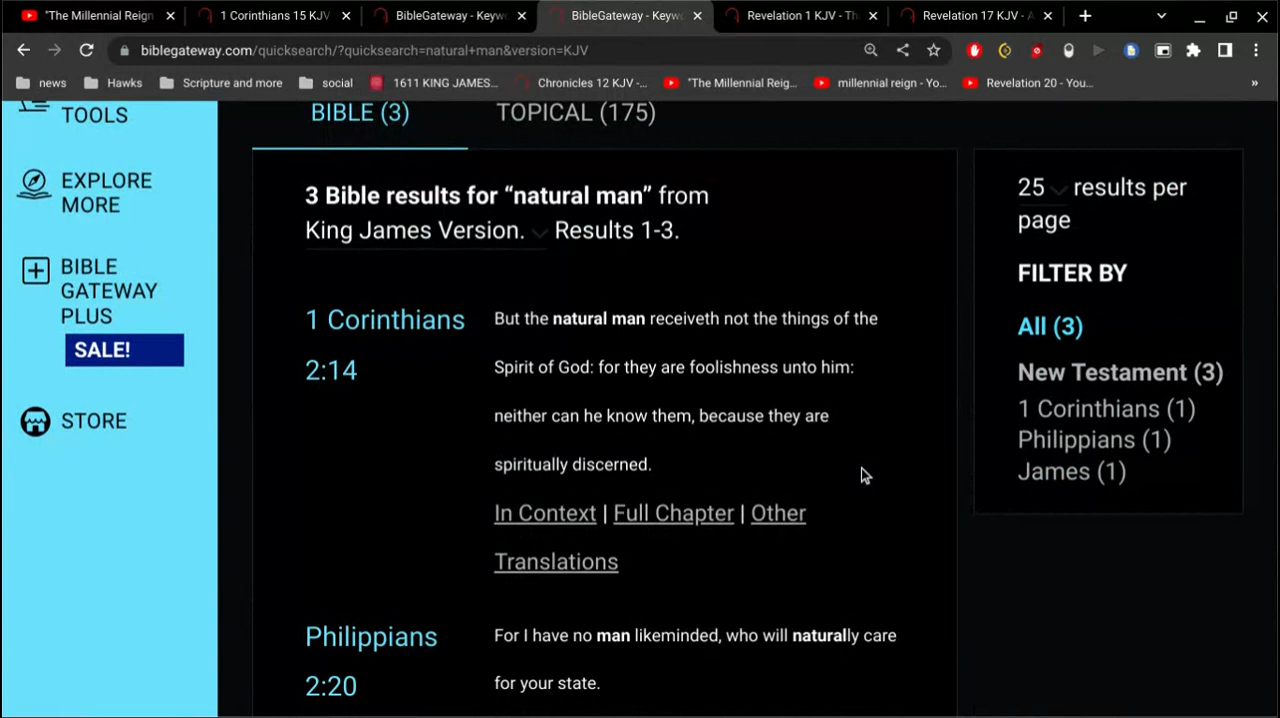 "The Millennial Reign
1 Corinthians 15 KJV
BibleGateway - Keyw
BibleGateway - Keyw
Revelation 1 KJV - Th
Revelation 17 KJV - A
biblegateway.com/quicksearch/?quicksearch=natural+man&version=KJV
news
Hawks
Scripture and more
social
1611 KING JAMES...
Chronicles 12 KJV -...
"The Millennial Reig...
millennial reign - Yo...
Revelation 20 - You...
»
TOOLS
EXPLORE
MORE
BIBLE
GATEWAY
PLUS
SALE!
STORE
BIBLE (3)
TOPICAL (175)
3 Bible results for “natural man” from
King James Version. Results 1-3.
1 Corinthians
2:14
But the natural man receiveth not the things of the
Spirit of God: for they are foolishness unto him:
neither can he know them, because they are
spiritually discerned.
In Context | Full Chapter | Other
Translations
Philippians
2:20
For I have no man likeminded, who will naturally care
for your state.
25 results per
page
FILTER BY
All (3)
New Testament (3)
1 Corinthians (1)
Philippians (1)
James (1)